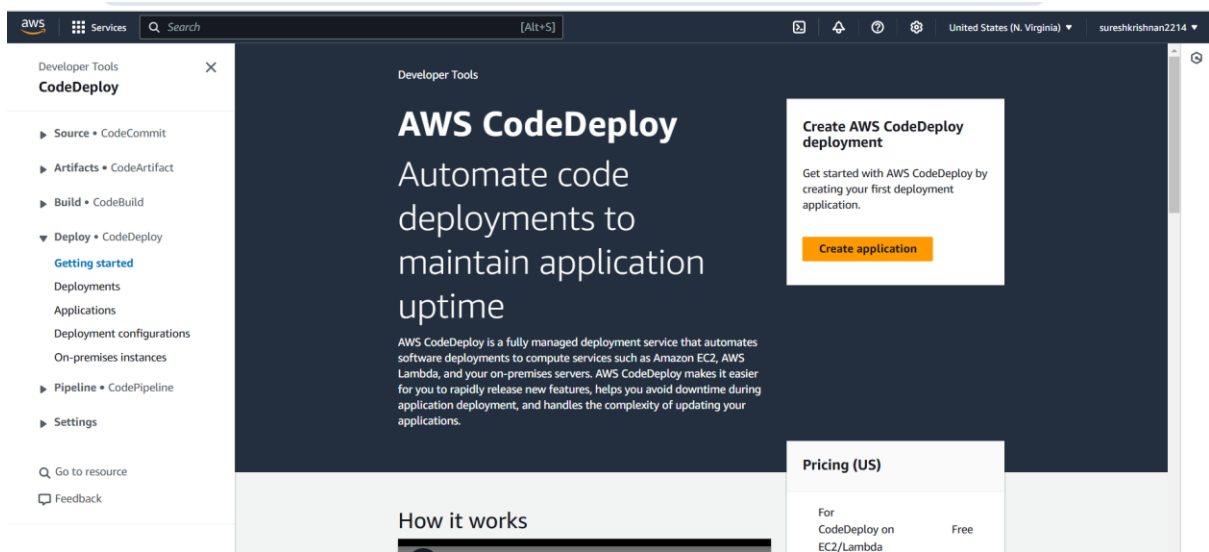 aws
Services
Search
[Alt+S]
United States (N. Virginia)
sureshkrishnan2214
Developer Tools
CodeDeploy
Source • CodeCommit
Artifacts • CodeArtifact
Build • CodeBuild
Deploy • CodeDeploy
Getting started
Deployments
Applications
Deployment configurations
On-premises instances
Pipeline • CodePipeline
Settings
Go to resource
Feedback
Developer Tools
AWS CodeDeploy
Automate code
deployments to
maintain application
uptime
AWS CodeDeploy is a fully managed deployment service that automates
software deployments to compute services such as Amazon EC2, AWS
Lambda, and your on-premises servers. AWS CodeDeploy makes it easier
for you to rapidly release new features, helps you avoid downtime during
application deployment, and handles the complexity of updating your
applications.
Create AWS CodeDeploy
deployment
Get started with AWS CodeDeploy by
creating your first deployment
application.
Create application
Pricing (US)
For
CodeDeploy on
EC2/Lambda
Free
How it works